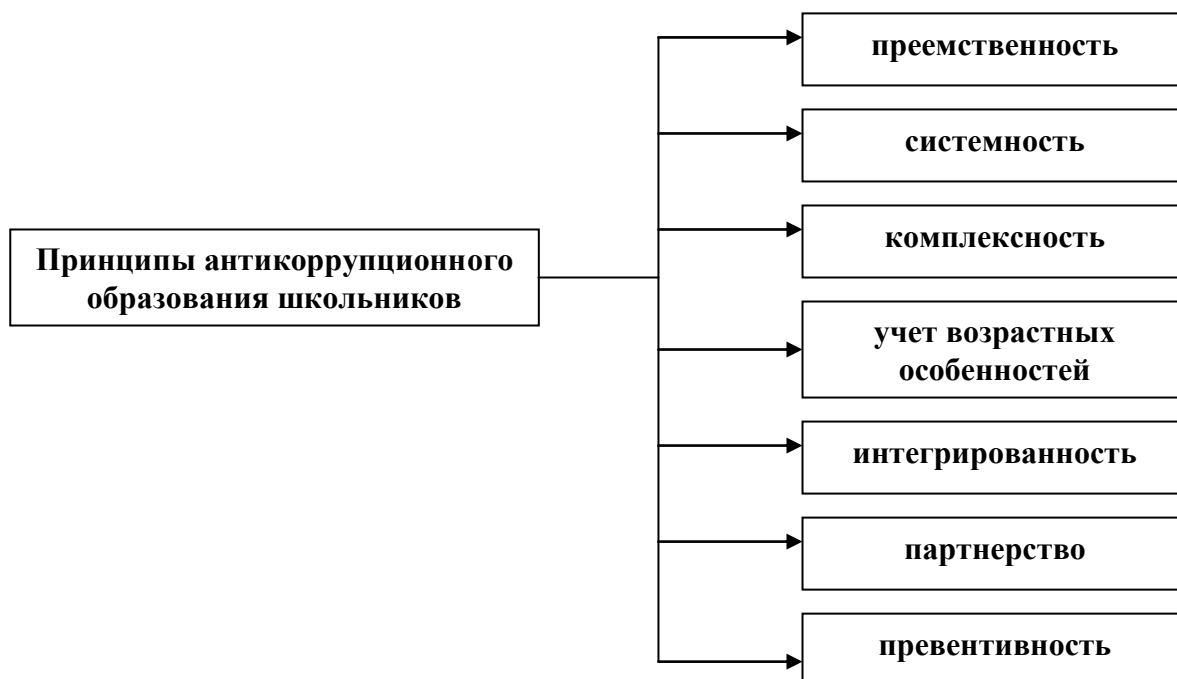 Принципы антикоррупционного
образования школьников
преемственность
системность
комплексность
учет возрастных
особенностей
интегрированность
партнерство
превентивность